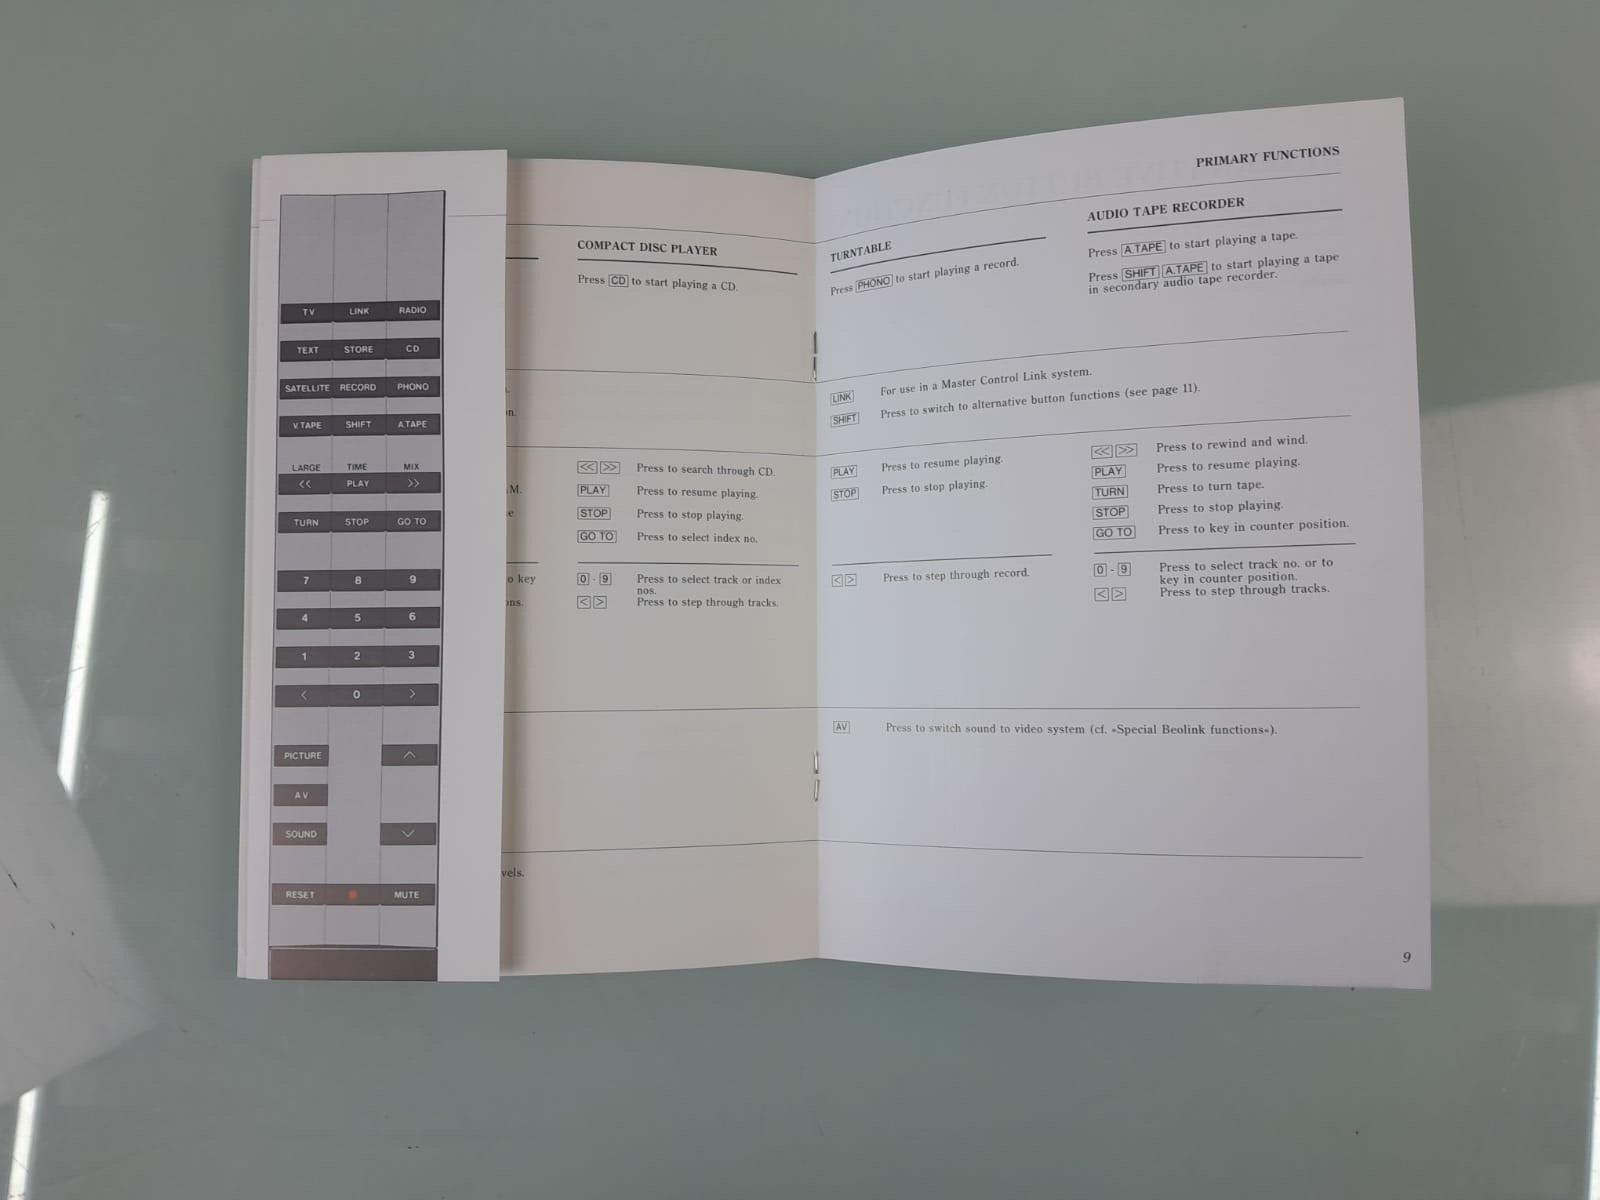 TV LINK RADIO
TEXT STORE CD
SATELLITE RECORD PHONO
V.TAPE SHIFT A.TAPE
LARGE TIME MIX
<< PLAY >>
TURN STOP GO TO
7 8 9
4 5 6
1 2 3
< 0 >
PICTURE
AV
SOUND
RESET MUTE
COMPACT DISC PLAYER
Press CD to start playing a CD.
<< >> Press to search through CD.
PLAY Press to resume playing.
STOP Press to stop playing.
GO TO Press to select index no.
o key
0 - 9 Press to select track or index
nos.
< > Press to step through tracks.
PRIMARY FUNCTIONS
TURNTABLE
Press PHONO to start playing a record.
AUDIO TAPE RECORDER
Press A.TAPE to start playing a tape.
Press SHIFT A.TAPE to start playing a tape
in secondary audio tape recorder.
LINK For use in a Master Control Link system.
SHIFT Press to switch to alternative button functions (see page 11).
PLAY Press to resume playing.
STOP Press to stop playing.
<< >> Press to rewind and wind.
PLAY Press to resume playing.
TURN Press to turn tape.
STOP Press to stop playing.
GO TO Press to key in counter position.
< > Press to step through record.
0 - 9 Press to select track no. or to
key in counter position.
< > Press to step through tracks.
AV Press to switch sound to video system (cf. »Special Beolink functions«).
9